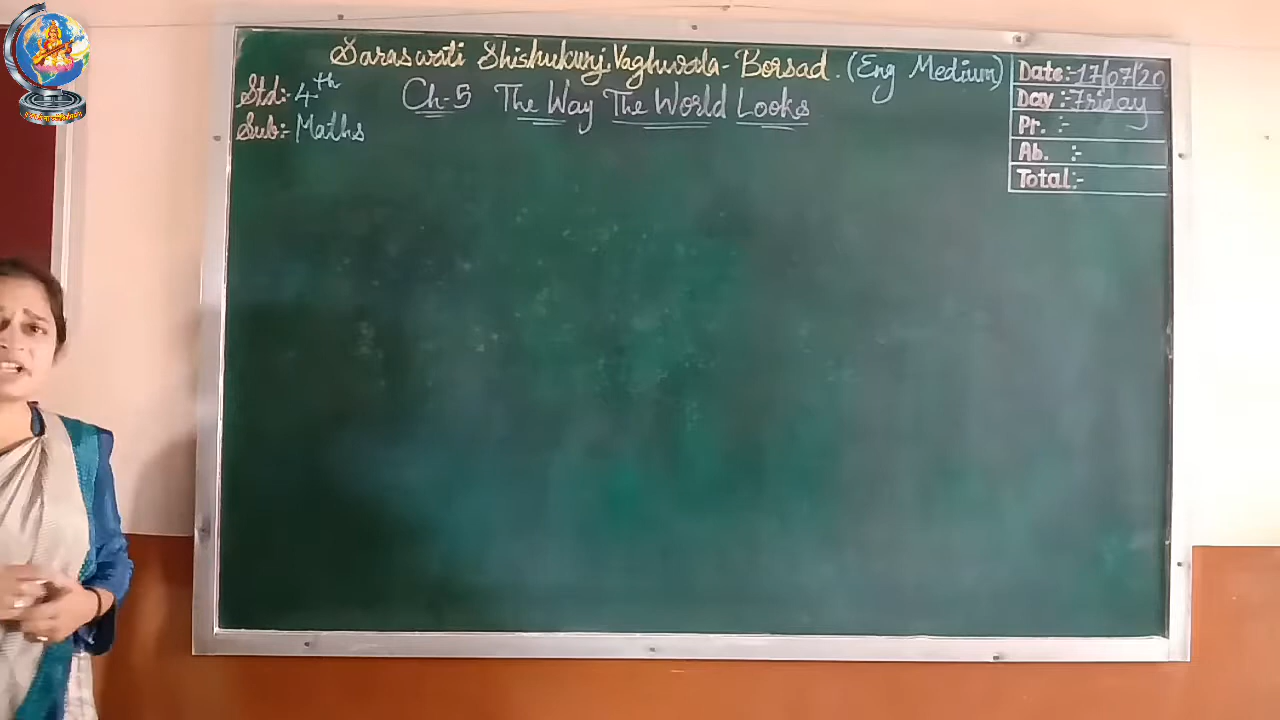 Saraswati Shishukunj, Vaghwala - Borsad. (Eng Medium)
Std:- 4th
Ch-5 The Way The World Looks
Sub:- Maths
Date:- 17/07/20
Day:- Friday
Pr. :-
Ab. :-
Total:-